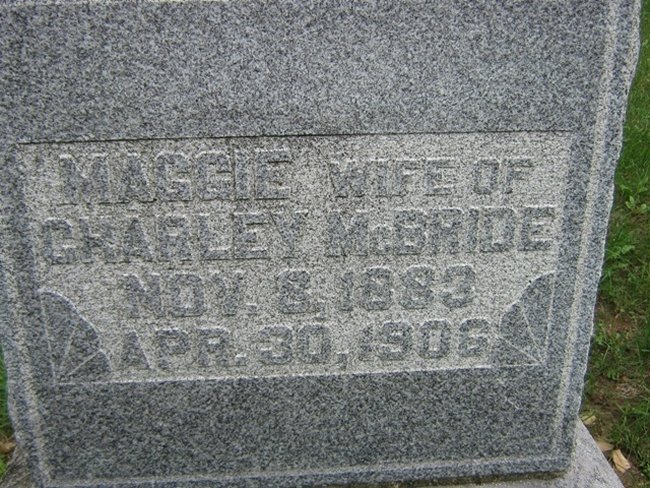 MAGGIE WIFE OF
CHARLEY McBRIDE
NOV. 8, 1883
APR. 30, 1906